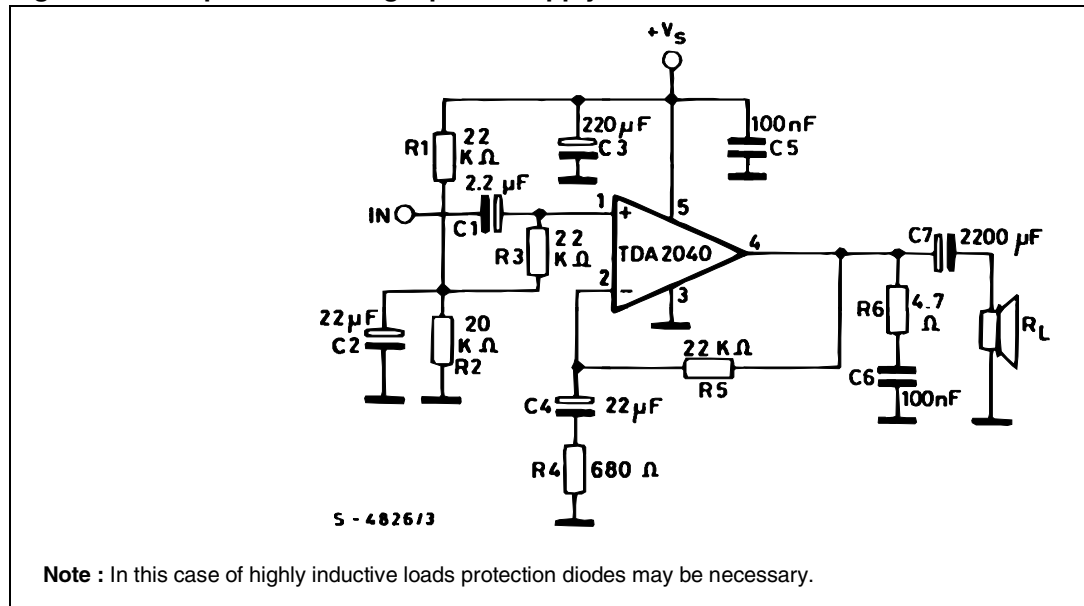 +VS
220µF
C3
100nF
C5
R1
22
KΩ
2.2 µF
IN
C1
R3
22
KΩ
1
+
5
TDA2040
4
2
−
3
C7
2200 µF
22µF
C2
20
KΩ
R2
22 KΩ
R5
R6
4.7
Ω
RL
C4
22µF
C6
100nF
R4
680 Ω
S - 4826/3
Note : In this case of highly inductive loads protection diodes may be necessary.